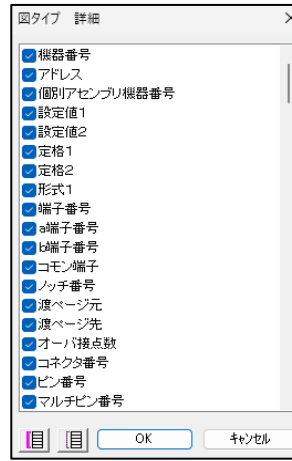 図タイプ 詳細
機器番号
アドレス
個別アセンブリ機器番号
設定値1
設定値2
定格1
定格2
形式1
端子番号
a端子番号
b端子番号
コモン端子
ノッチ番号
渡ページ元
渡ページ先
オーバ接点数
コネクタ番号
ピン番号
マルチピン番号
OK キャンセル